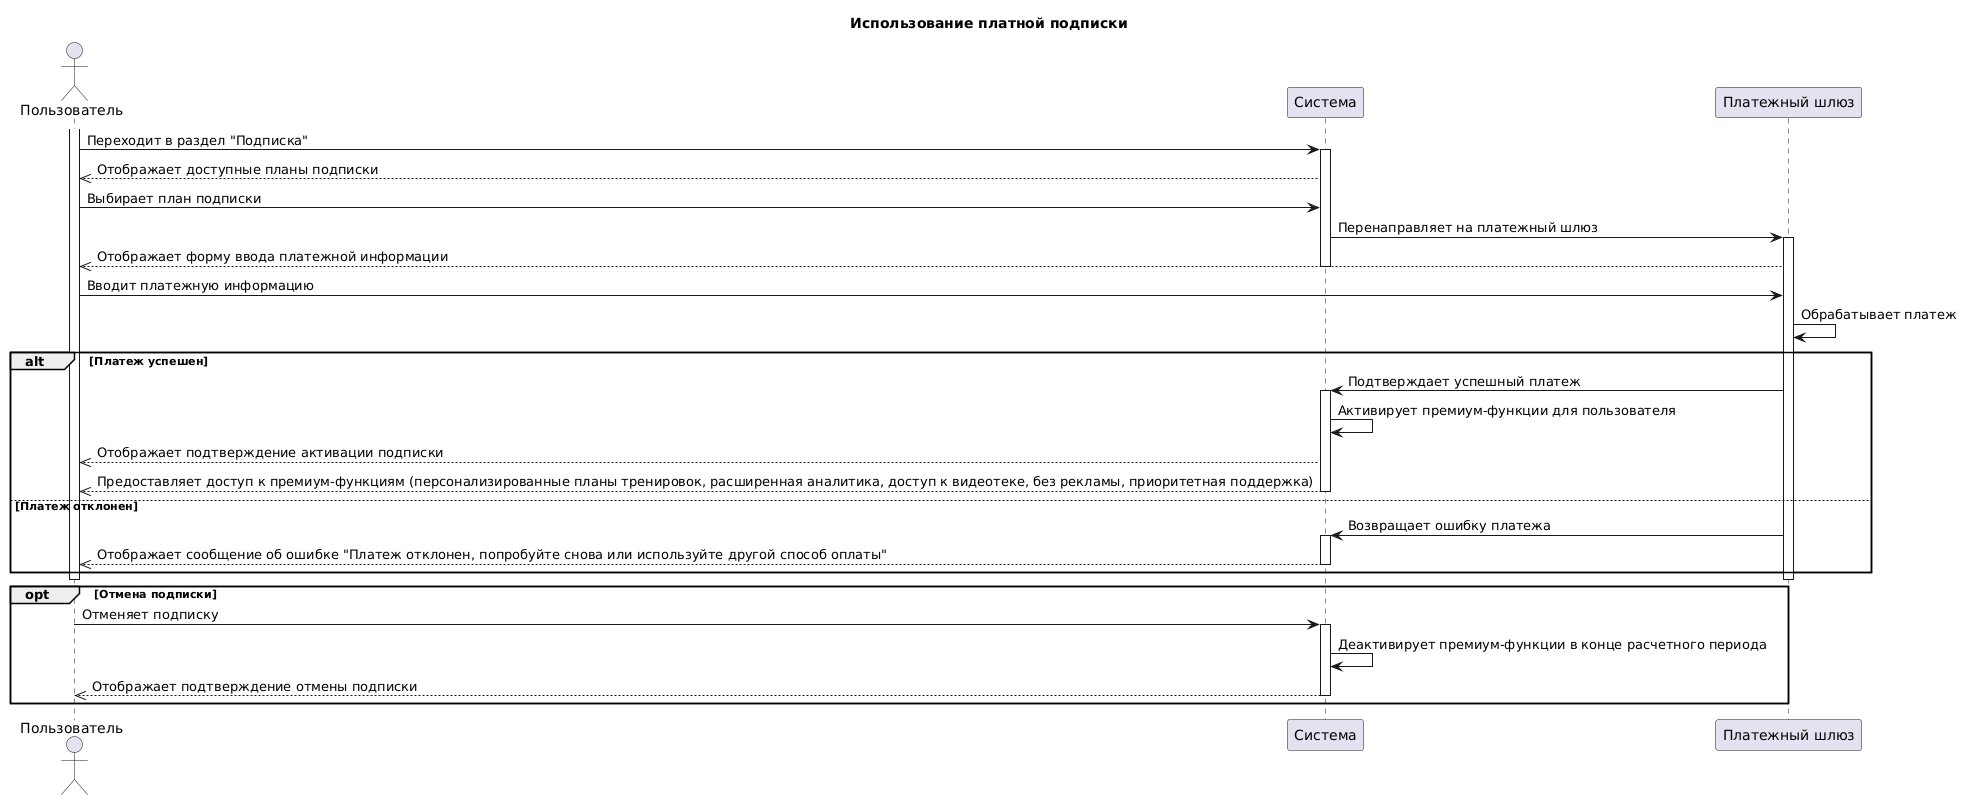 Использование платной подписки
Пользователь
Система
Платежный шлюз
Переходит в раздел "Подписка"
Отображает доступные планы подписки
Выбирает план подписки
Перенаправляет на платежный шлюз
Отображает форму ввода платежной информации
Вводит платежную информацию
Обрабатывает платеж
alt [Платеж успешен]
Подтверждает успешный платеж
Активирует премиум-функции для пользователя
Отображает подтверждение активации подписки
Предоставляет доступ к премиум-функциям (персонализированные планы тренировок, расширенная аналитика, доступ к видеотеке, без рекламы, приоритетная поддержка)
[Платеж отклонен]
Возвращает ошибку платежа
Отображает сообщение об ошибке "Платеж отклонен, попробуйте снова или используйте другой способ оплаты"
opt [Отмена подписки]
Отменяет подписку
Деактивирует премиум-функции в конце расчетного периода
Отображает подтверждение отмены подписки
Пользователь
Система
Платежный шлюз